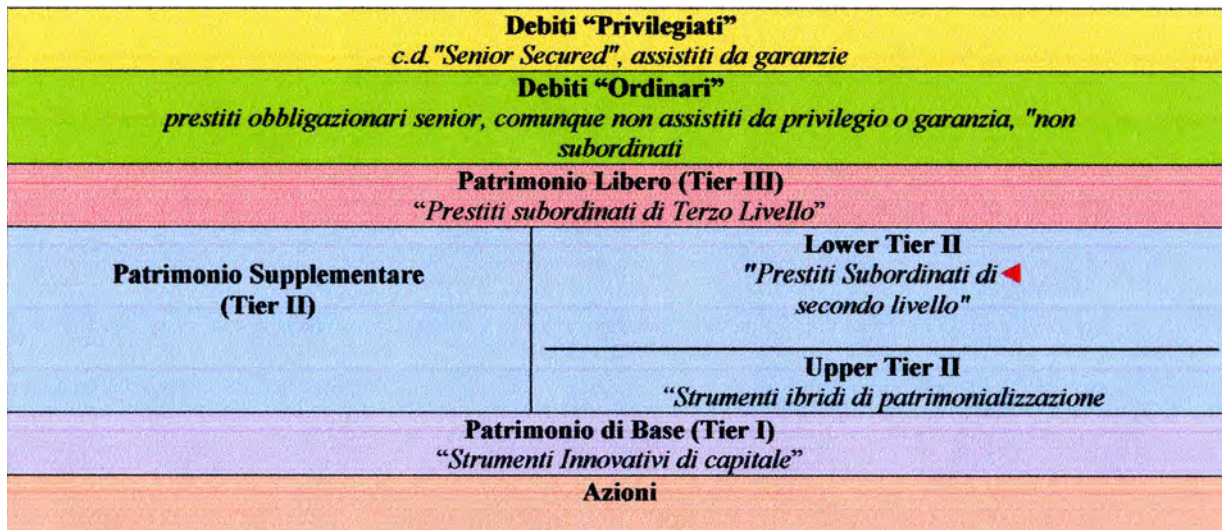 Debiti “Privilegiati”
c.d."Senior Secured", assistiti da garanzie
Debiti “Ordinari”
prestiti obbligazionari senior, comunque non assistiti da privilegio o garanzia, "non
subordinati
Patrimonio Libero (Tier III)
“Prestiti subordinati di Terzo Livello”
Patrimonio Supplementare
(Tier II)
Lower Tier II
"Prestiti Subordinati di
secondo livello"
Upper Tier II
“Strumenti ibridi di patrimonializzazione
Patrimonio di Base (Tier I)
“Strumenti Innovativi di capitale”
Azioni